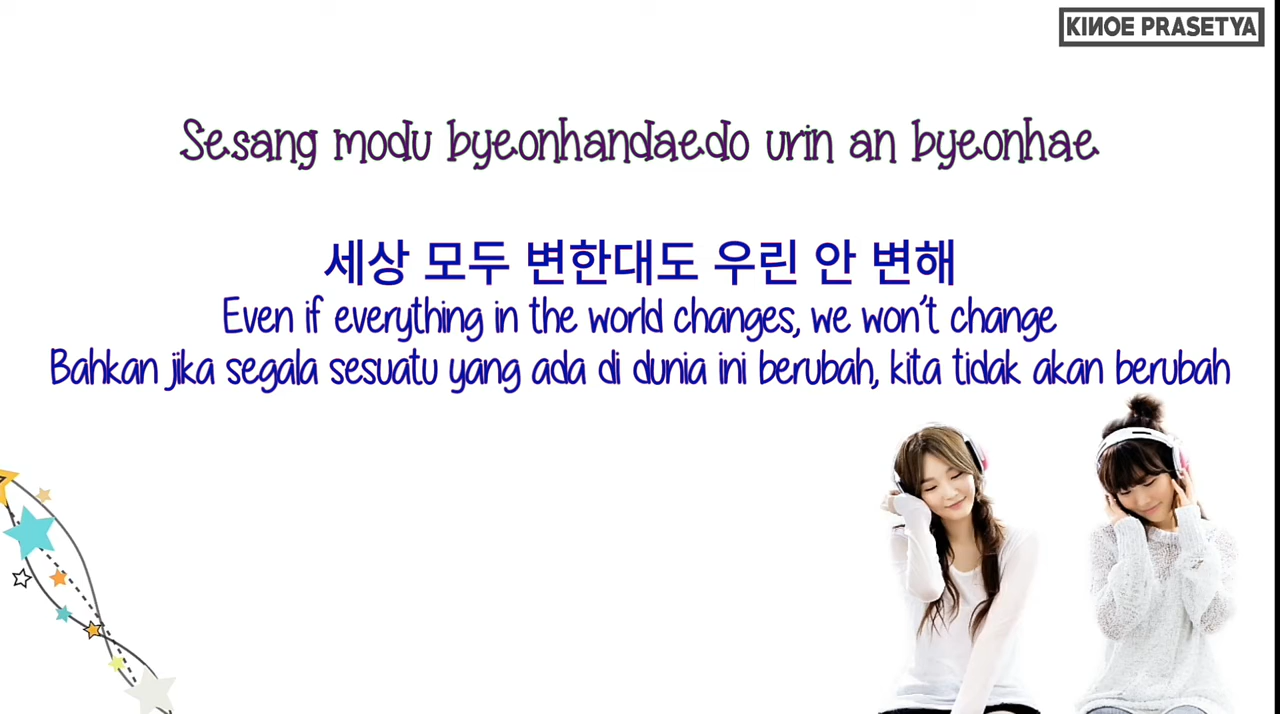 KINOE PRASETYA
Sesang modu byeonhandaedo urin an byeonhae
세상 모두 변한대도 우린 안 변해
Even if everything in the world changes, we won't change
Bahkan jika segala sesuatu yang ada di dunia ini berubah, kita tidak akan berubah